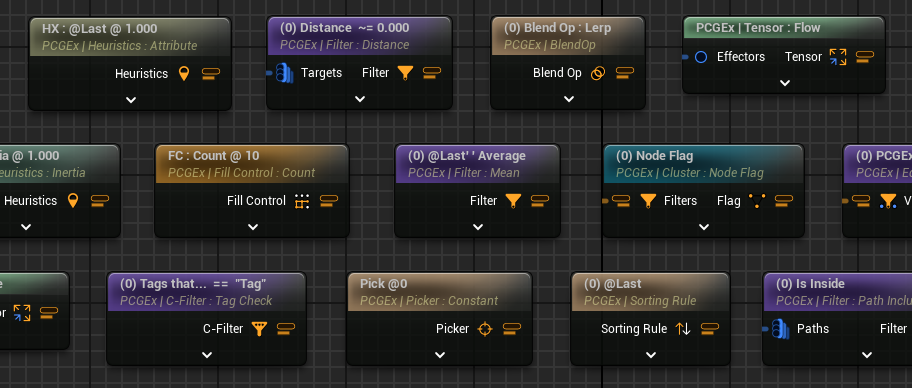 HX : @Last @ 1.000
PCGEx | Heuristics : Attribute
Heuristics
(0) Distance ~= 0.000
PCGEx | Filter : Distance
Targets Filter
(0) Blend Op : Lerp
PCGEx | BlendOp
Blend Op
PCGEx | Tensor : Flow
Effectors Tensor
ia @ 1.000
euristics : Inertia
Heuristics
FC : Count @ 10
PCGEx | Fill Control : Count
Fill Control
(0) @Last' ' Average
PCGEx | Filter : Mean
Filter
(0) Node Flag
PCGEx | Cluster : Node Flag
Filters Flag
(0) PCGEx
PCGEx | Ed
V
e
or
(0) Tags that... == "Tag"
PCGEx | C-Filter : Tag Check
C-Filter
Pick @0
PCGEx | Picker : Constant
Picker
(0) @Last
PCGEx | Sorting Rule
Sorting Rule
(0) Is Inside
PCGEx | Filter : Path Inclu
Paths Filter